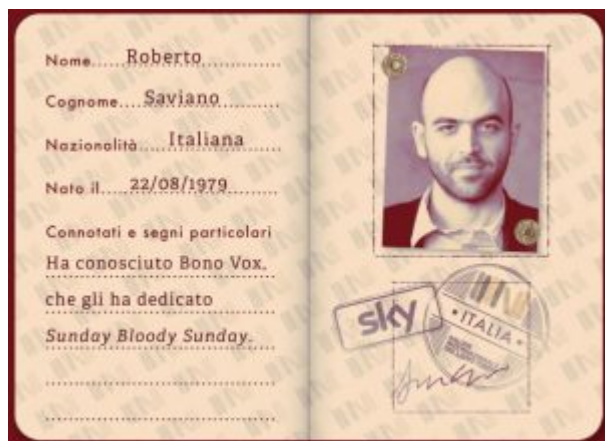 Nome.....Roberto
Cognome....Saviano
Nazionalità.....Italiana
Nato il....22/08/1979
Connotati e segni particolari
Ha conosciuto Bono Vox,
che gli ha dedicato
Sunday Bloody Sunday.
sky
• ITALIA •